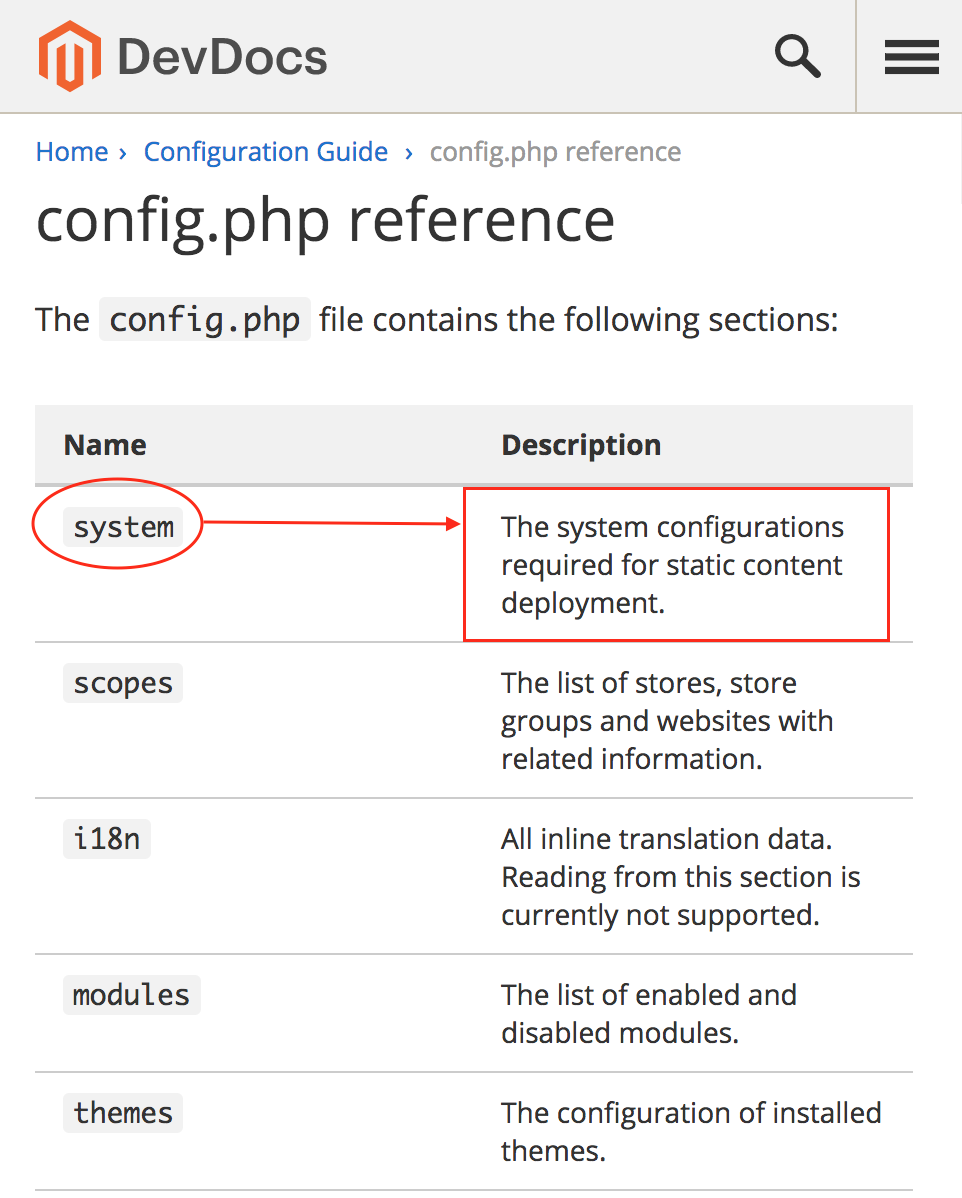 DevDocs
Home › Configuration Guide › config.php reference
config.php reference
The config.php file contains the following sections:
Name Description
system The system configurations
required for static content
deployment.
scopes The list of stores, store
groups and websites with
related information.
i18n All inline translation data.
Reading from this section is
currently not supported.
modules The list of enabled and
disabled modules.
themes The configuration of installed
themes.